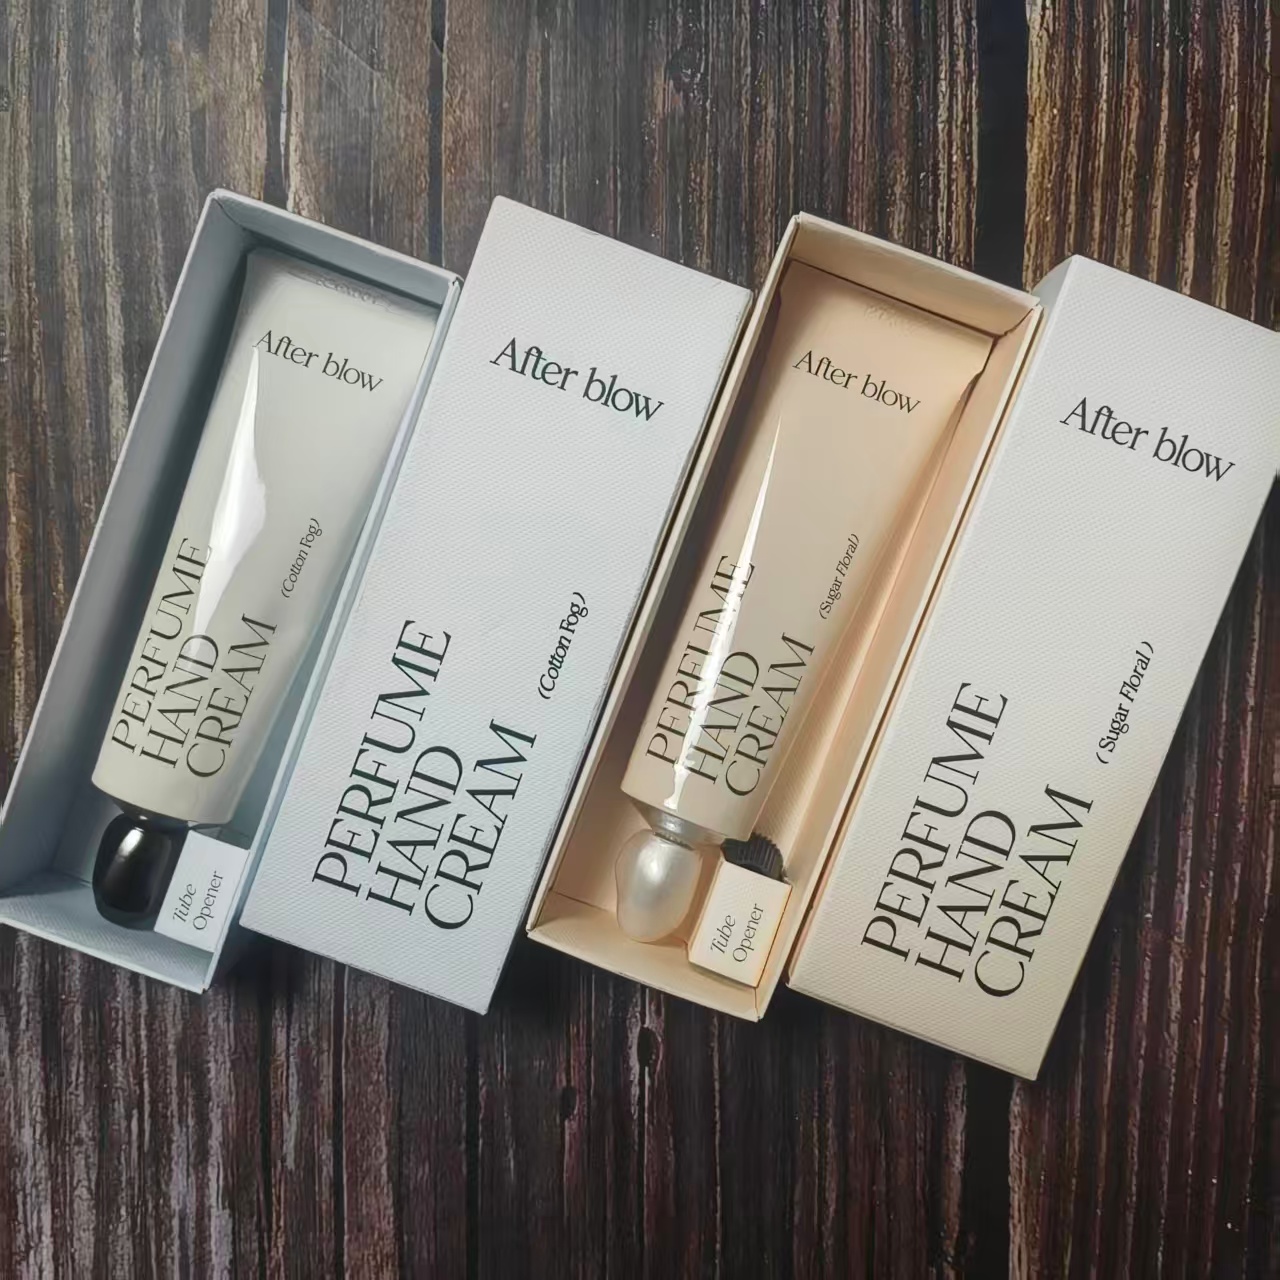 After blow
(Cotton Fog)
PERFUME
HAND
CREAM
Tube
Opener
After blow
(Cotton Fog)
PERFUME
HAND
CREAM
After blow
(Sugar Floral)
PERFUME
HAND
CREAM
Tube
Opener
After blow
(Sugar Floral)
PERFUME
HAND
CREAM